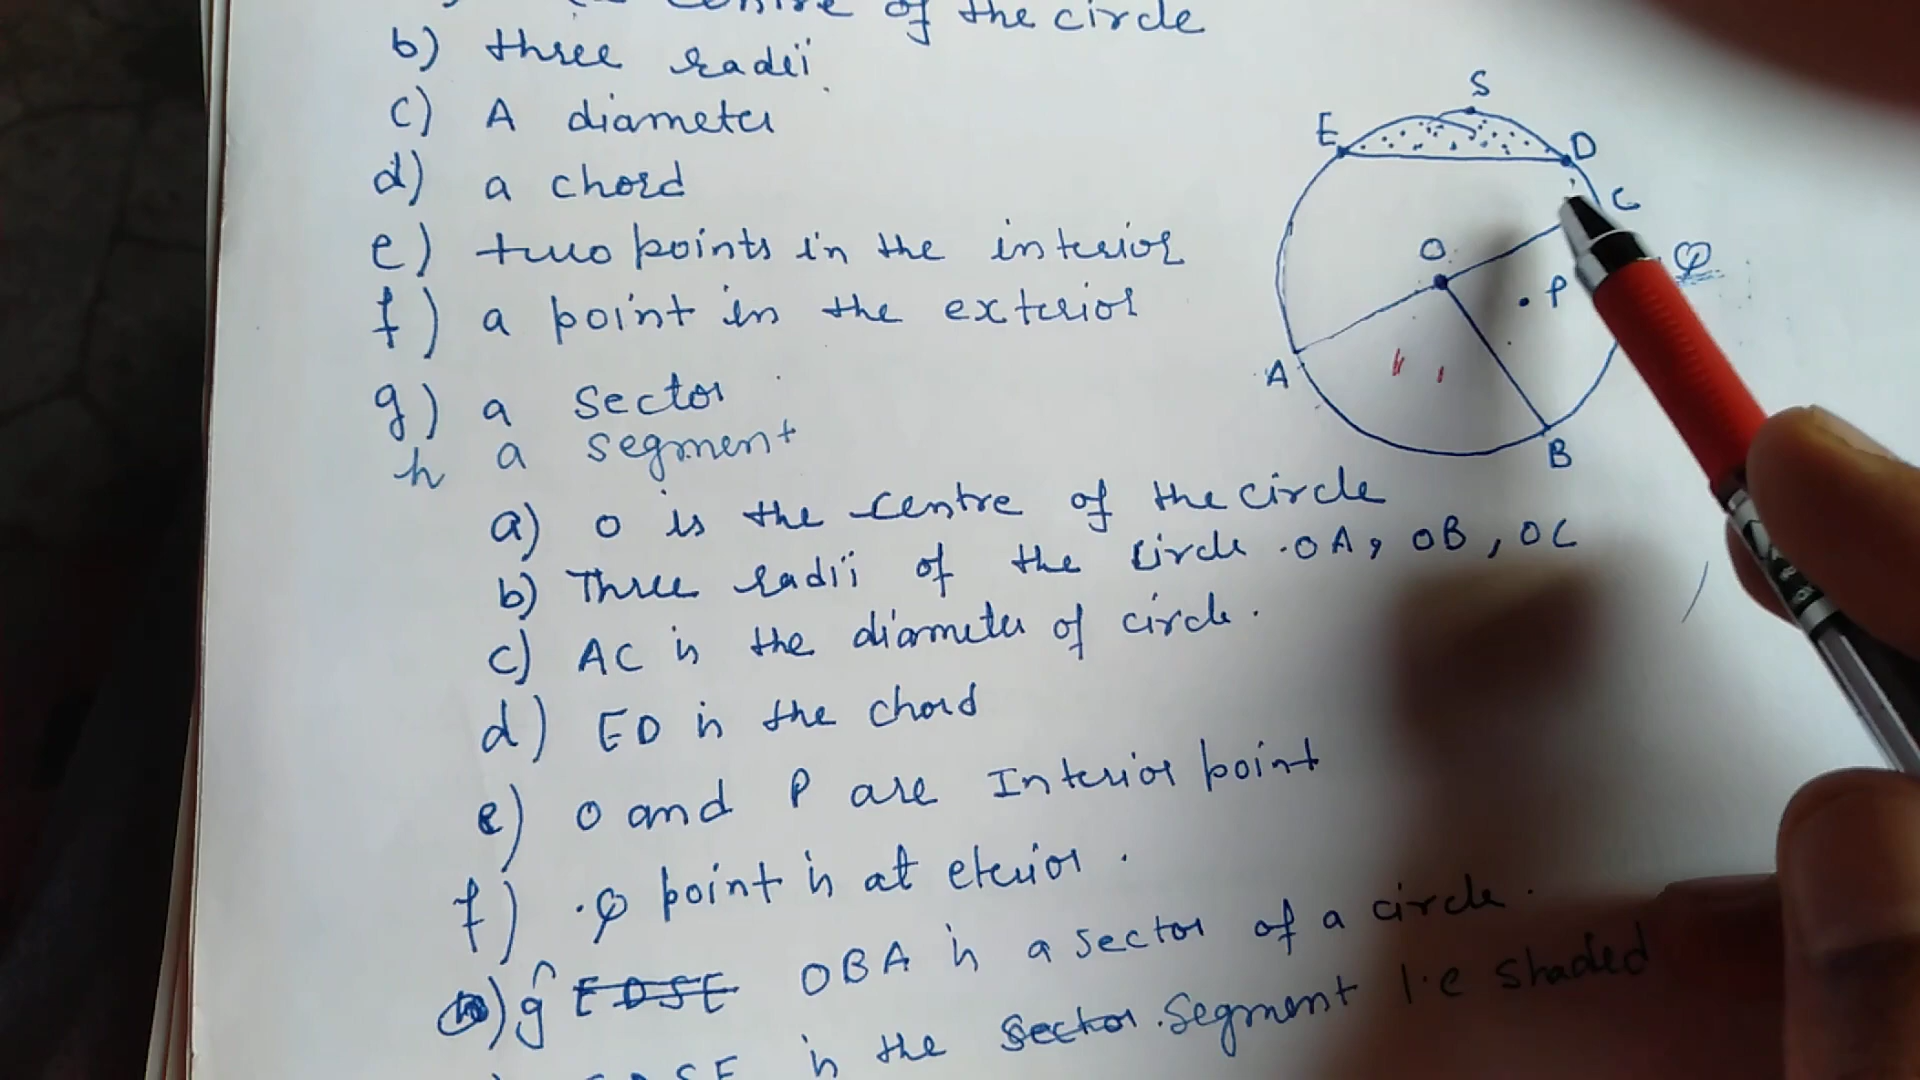 centre of the circle
b) three radii
c) A diameter
d) a chord
e) two points in the interior
f) a point in the exterior
g) a sector
h a segment
S
E
D
C
O
Q
P
A
B
a) O is the centre of the circle
b) Three radii of the circle . OA, OB, OC
c) AC is the diameter of circle.
d) ED is the chord
e) O and P are Interior point
f) . Q point is at eterior .
g EDSE OBA is a sector of a circle.
is the sector. Segment I.e shaded